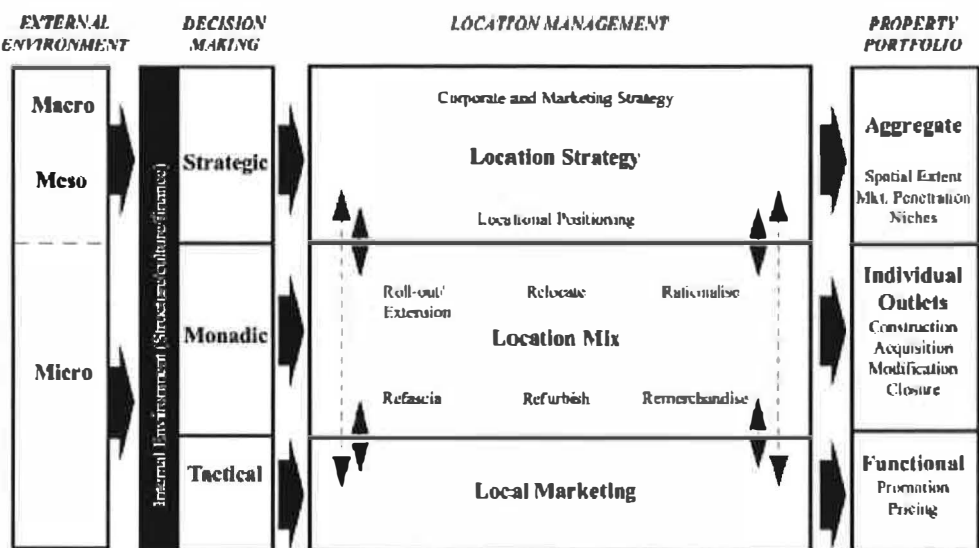 EXTERNAL
ENVIRONMENT
DECISION
MAKING
LOCATION MANAGEMENT
PROPERTY
PORTFOLIO
Macro
Meso
Micro
Internal Environment (Structure/culture/finance)
Strategic
Monadic
Tactical
Corporate and Marketing Strategy
Location Strategy
Locational Positioning
Roll-out/
Extension
Relocate
Rationalise
Location Mix
Refascia
Refurbish
Remerchandise
Local Marketing
Aggregate
Spatial Extent
Mkt. Penetration
Niches
Individual
Outlets
Construction
Acquisition
Modification
Closure
Functional
Promotion
Pricing